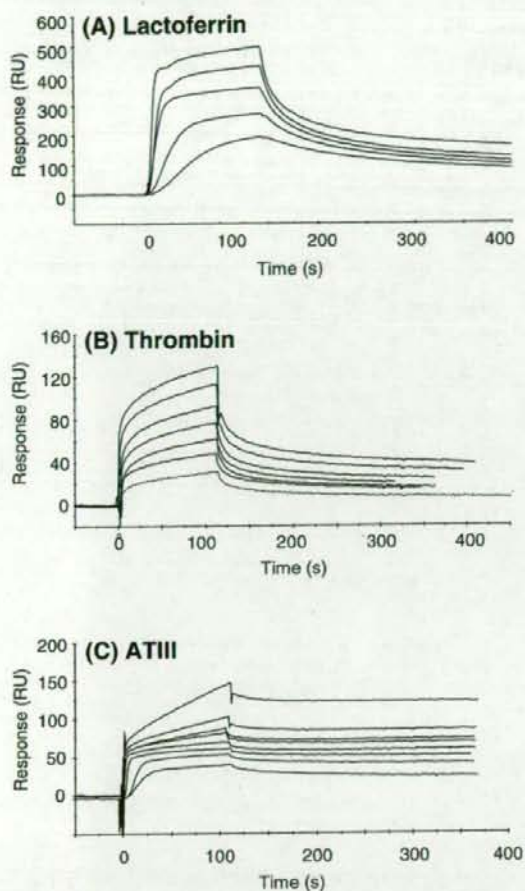 (A) Lactoferrin
Response (RU)
600
500
400
300
200
100
0
0 100 200 300 400
Time (s)
(B) Thrombin
Response (RU)
160
120
80
40
0
0 100 200 300 400
Time (s)
(C) ATIII
Response (RU)
200
150
100
50
0
0 100 200 300 400
Time (s)